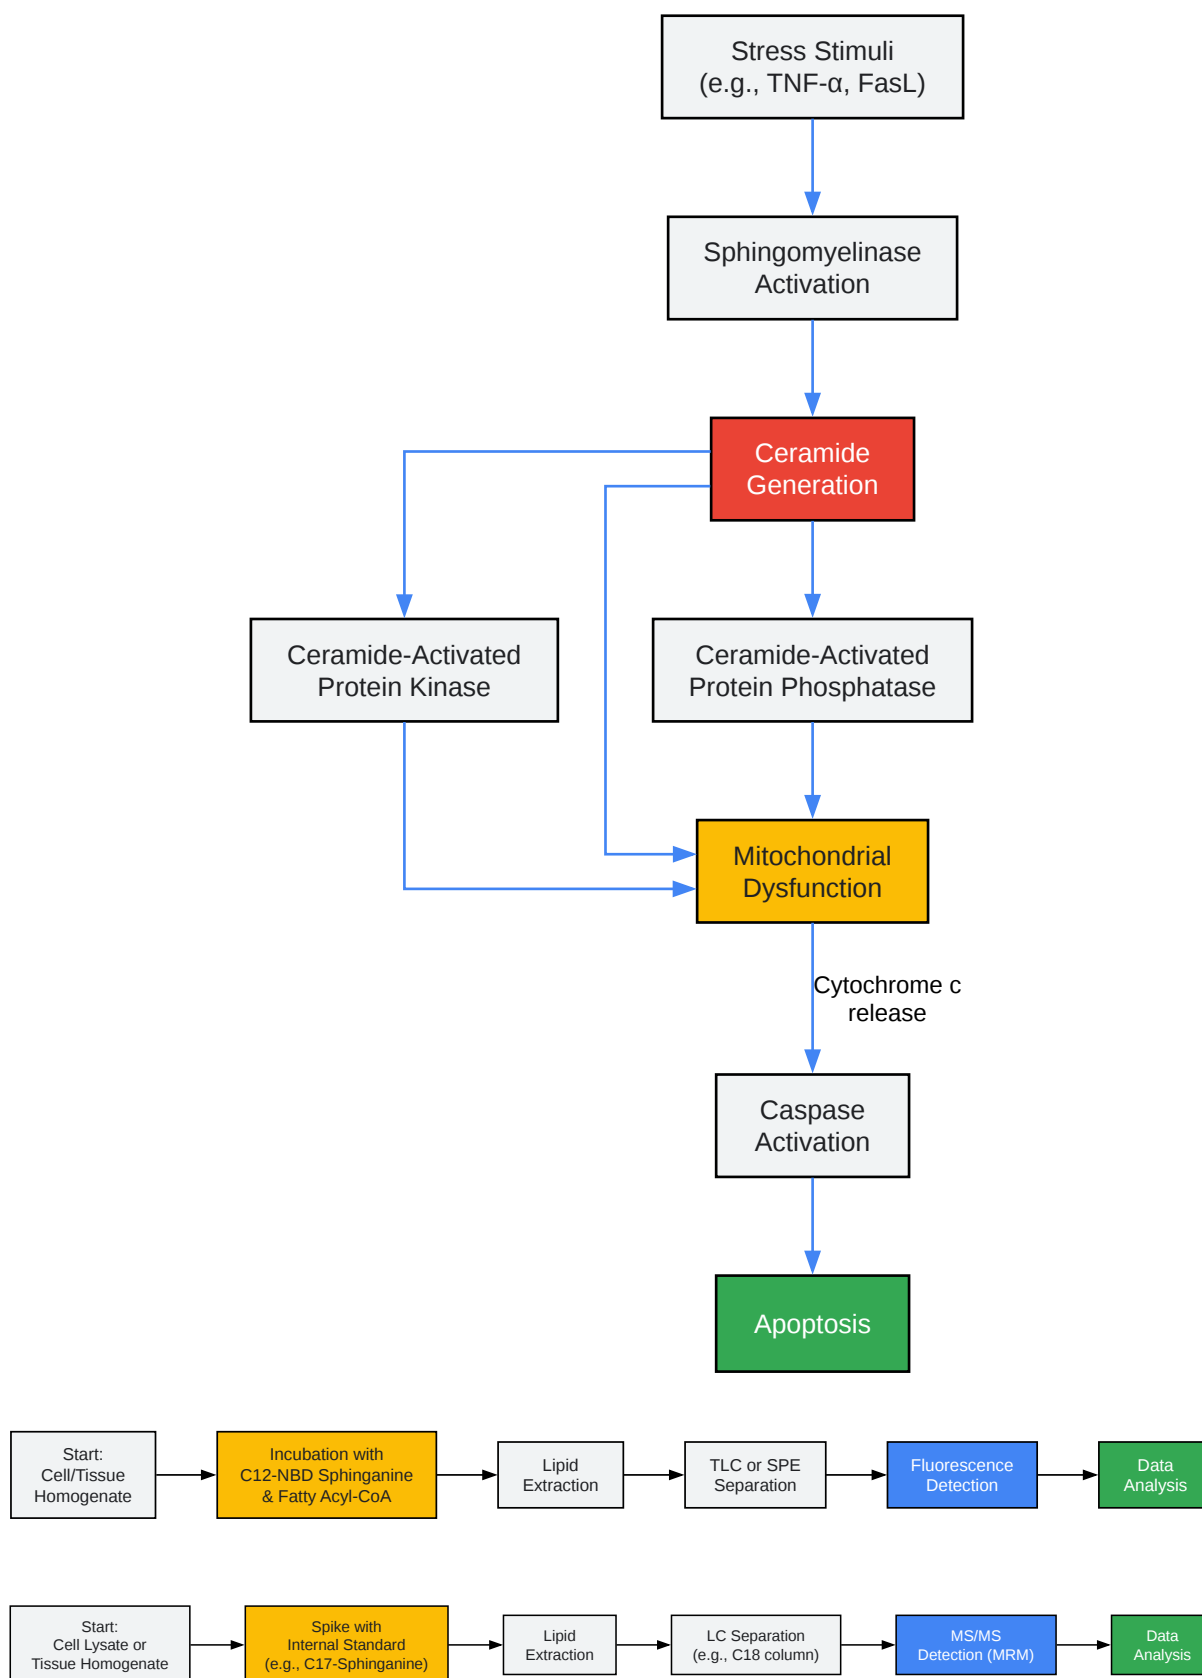 Stress Stimuli
(e.g., TNF-α, FasL)
Sphingomyelinase
Activation
Ceramide
Generation
Ceramide-Activated
Protein Kinase
Ceramide-Activated
Protein Phosphatase
Mitochondrial
Dysfunction
Cytochrome c
release
Caspase
Activation
Apoptosis
Start:
Cell/Tissue
Homogenate
Incubation with
C12-NBD Sphinganine
& Fatty Acyl-CoA
Lipid
Extraction
TLC or SPE
Separation
Fluorescence
Detection
Data
Analysis
Start:
Cell Lysate or
Tissue Homogenate
Spike with
Internal Standard
(e.g., C17-Sphinganine)
Lipid
Extraction
LC Separation
(e.g., C18 column)
MS/MS
Detection (MRM)
Data
Analysis